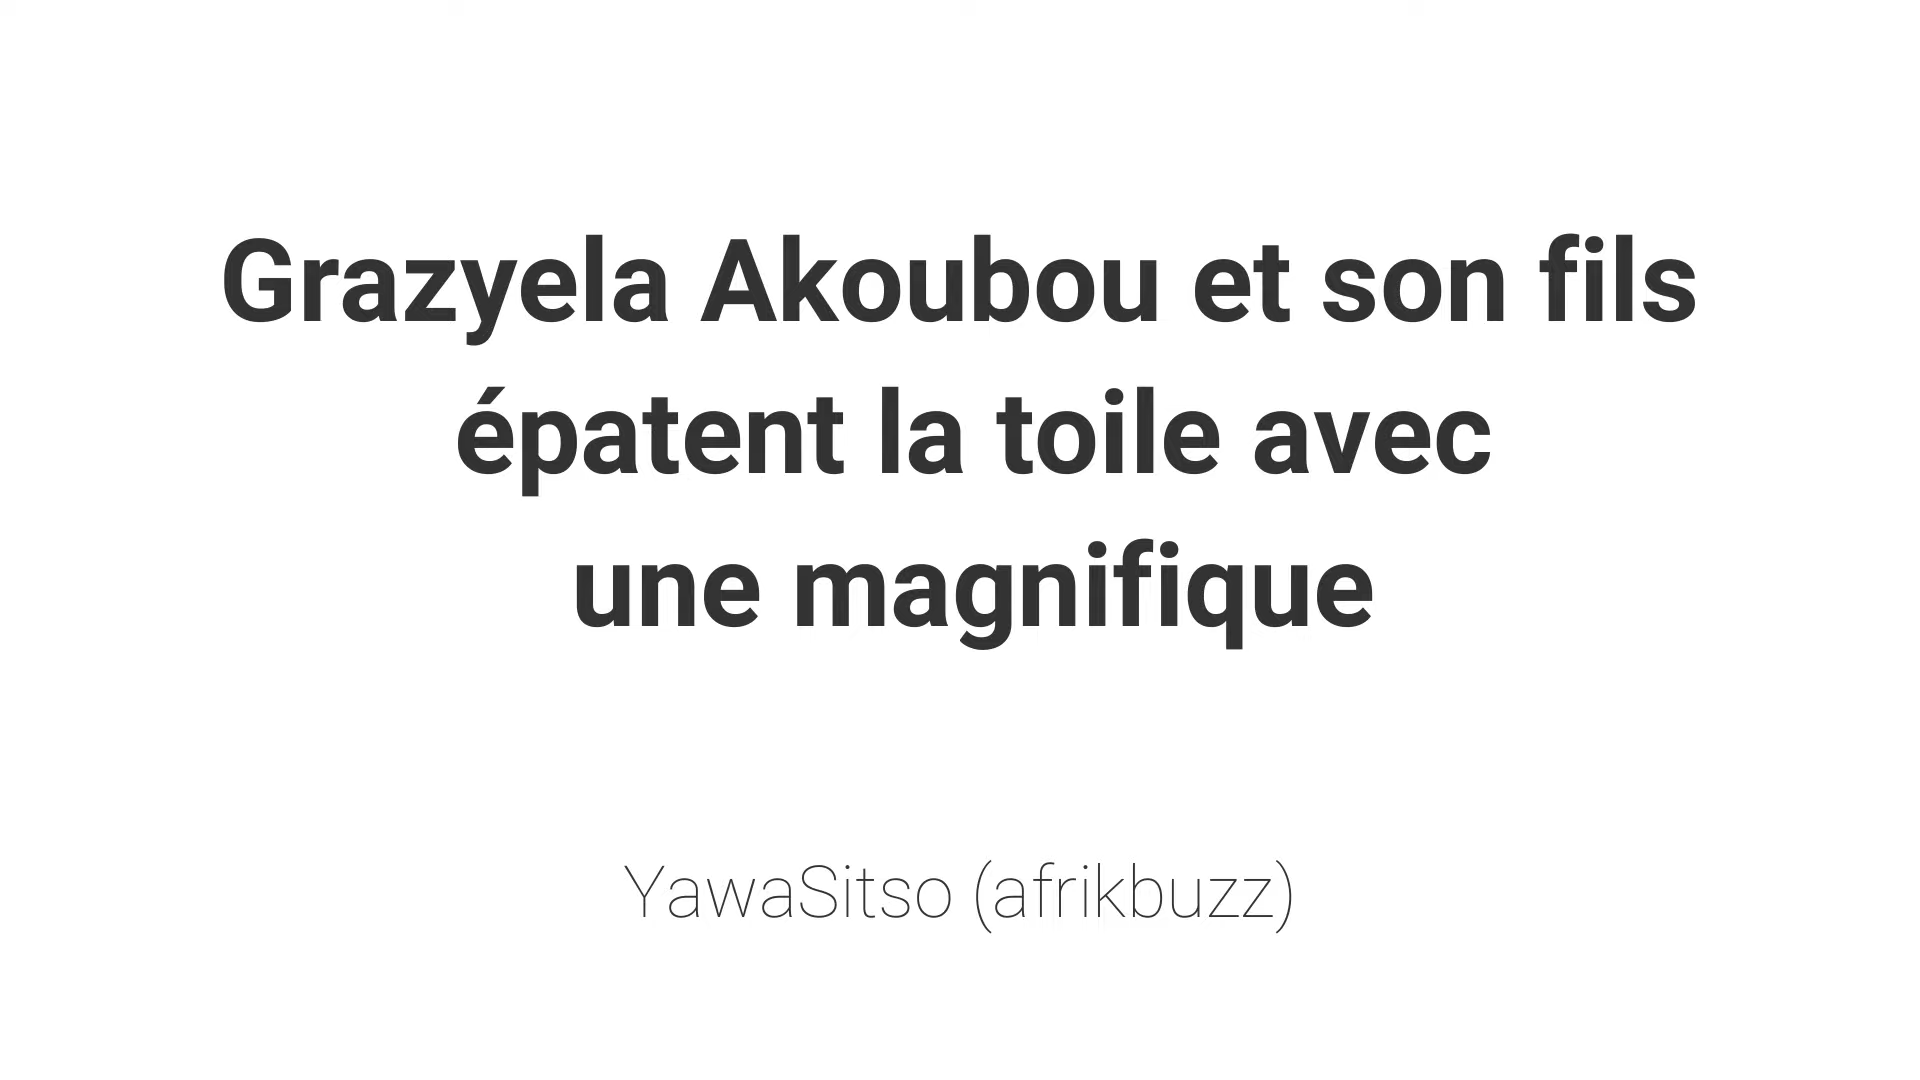 Grazyela Akoubou et son fils
épatent la toile avec
une magnifique
YawaSitso (afrikbuzz)